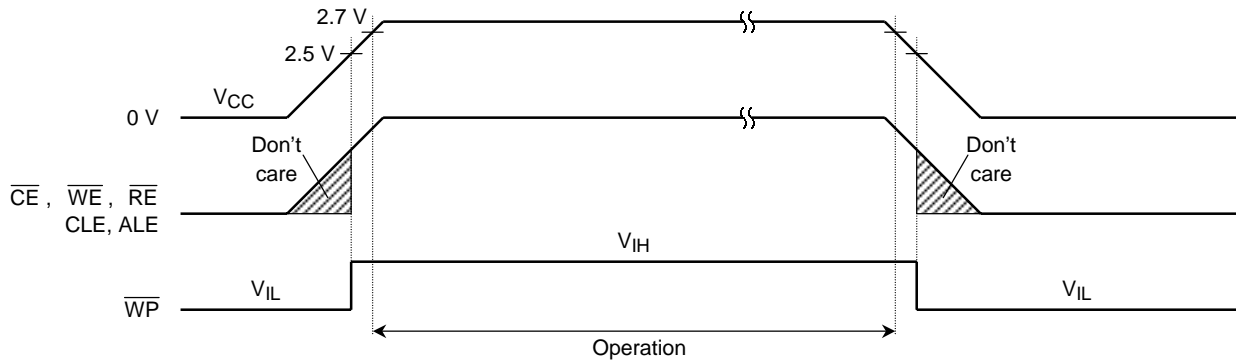 2.7 V
2.5 V
VCC
0 V
Don't care
Don't care
CE, WE, RE
CLE, ALE
VIH
VIL
VIL
WP
Operation